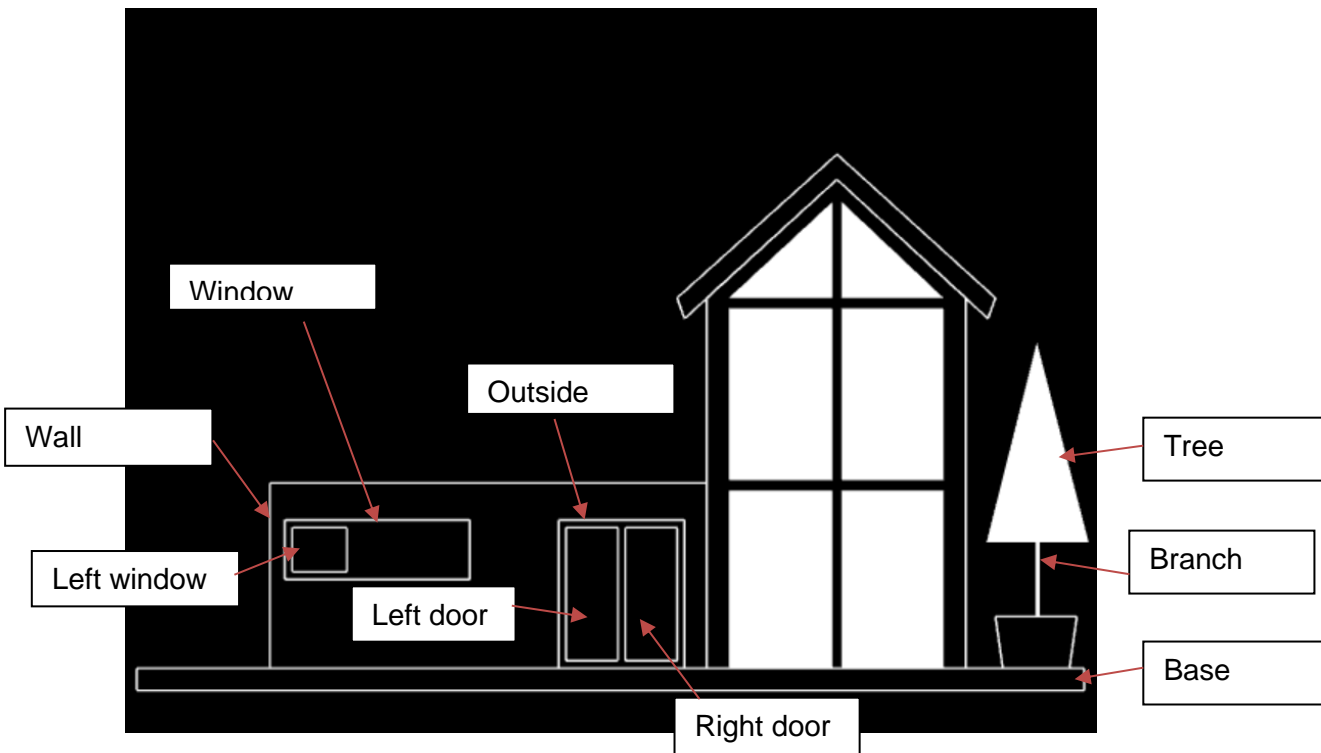 Window
Outside
Wall
Tree
Left window
Branch
Left door
Base
Right door